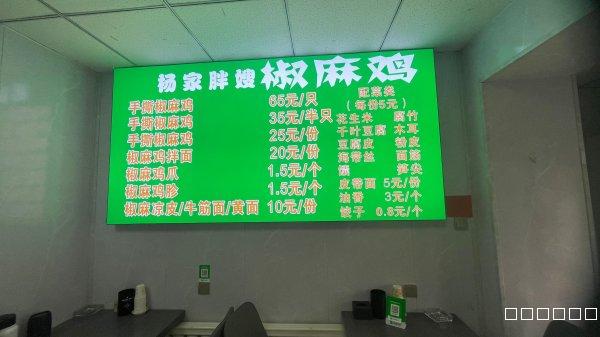 杨家胖嫂椒麻鸡
手撕椒麻鸡 65元/只
手撕椒麻鸡 35元/半只
手撕椒麻鸡 25元/份
椒麻鸡拌面 20元/份
椒麻鸡爪 1.5元/个
椒麻鸡胗 1.5元/个
椒麻凉皮/牛筋面/黄面 10元/份
配菜类
（每份5元）
花生米 腐竹
千叶豆腐 木耳
豆腐皮
海带丝 面筋
笋尖
皮带面 5元/份
油香 3元/个
饺子 0.8元/个